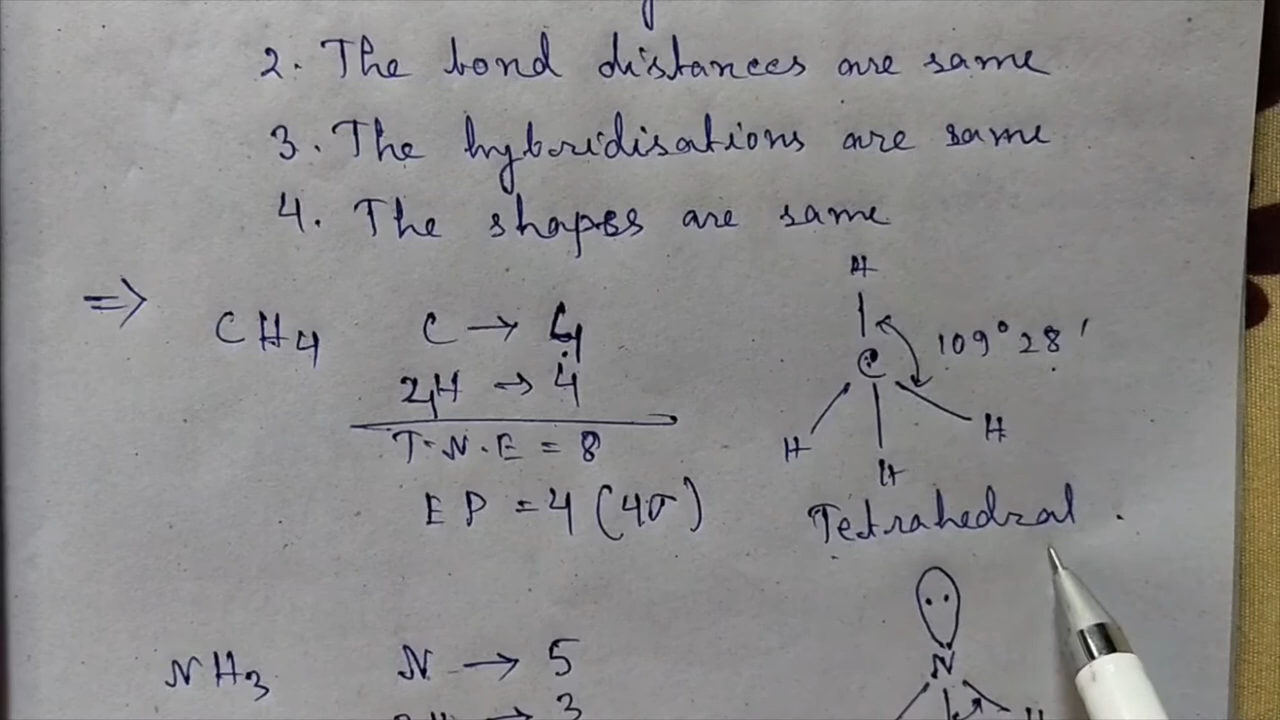 2. The bond distances are same
3. The hybridisations are same
4. The shapes are same
H
⇒ CH4 C → 4
109° 28'
C
4H → 4
H H
T.N.E = 8
H
EP = 4 (4σ)
Tetrahedral.
NH3 N → 5
N
3